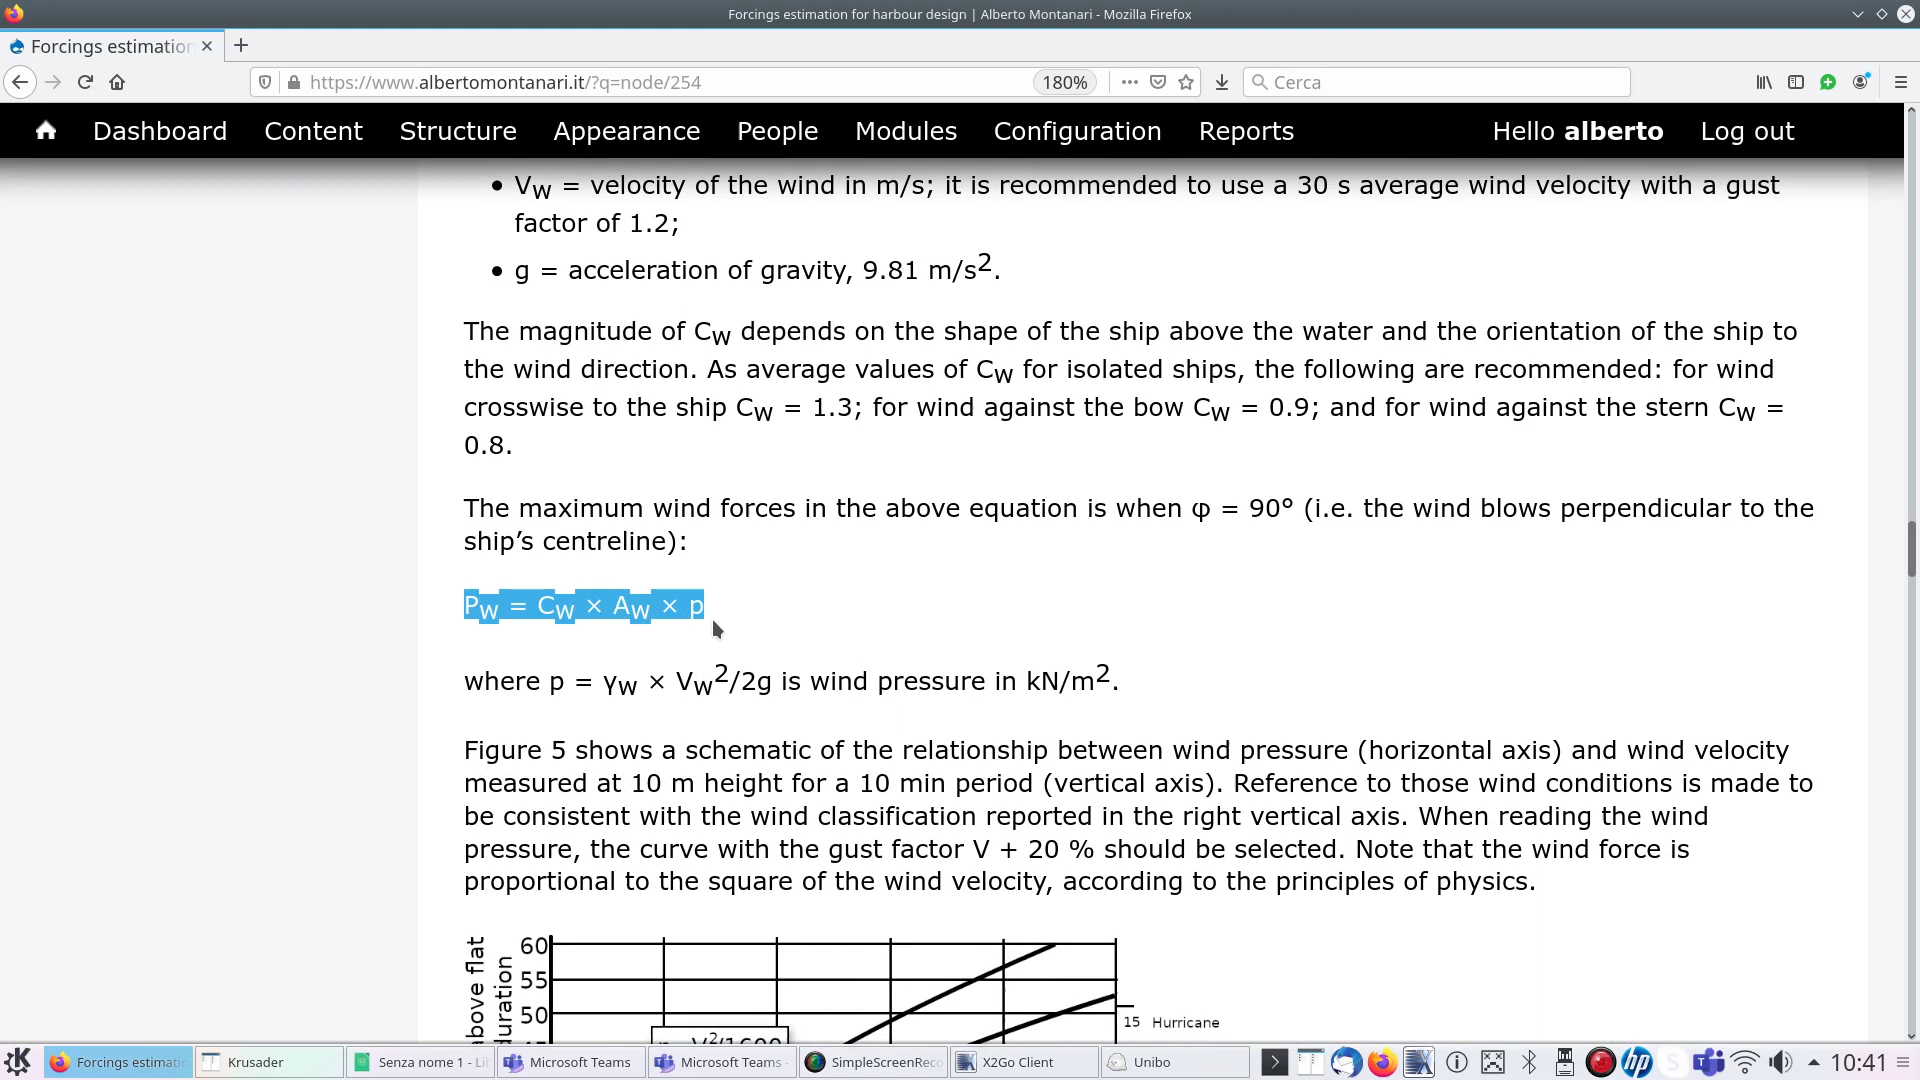 Forcings estimation for harbour design | Alberto Montanari - Mozilla Firefox
Forcings estimation
https://www.albertomontanari.it/?q=node/254
180%
Cerca
Dashboard Content Structure Appearance People Modules Configuration Reports Hello alberto Log out
• VW = velocity of the wind in m/s; it is recommended to use a 30 s average wind velocity with a gust
factor of 1.2;
• g = acceleration of gravity, 9.81 m/s2.
The magnitude of CW depends on the shape of the ship above the water and the orientation of the ship to
the wind direction. As average values of CW for isolated ships, the following are recommended: for wind
crosswise to the ship CW = 1.3; for wind against the bow CW = 0.9; and for wind against the stern CW =
0.8.
The maximum wind forces in the above equation is when φ = 90° (i.e. the wind blows perpendicular to the
ship’s centreline):
PW = CW × AW × p
where p = γW × VW2/2g is wind pressure in kN/m2.
Figure 5 shows a schematic of the relationship between wind pressure (horizontal axis) and wind velocity
measured at 10 m height for a 10 min period (vertical axis). Reference to those wind conditions is made to
be consistent with the wind classification reported in the right vertical axis. When reading the wind
pressure, the curve with the gust factor V + 20 % should be selected. Note that the wind force is
proportional to the square of the wind velocity, according to the principles of physics.
above flat
duration
60
55
50
15 Hurricane
Forcings estimati
Krusader
Senza nome 1 - Li
Microsoft Teams
Microsoft Teams -
SimpleScreenReco
X2Go Client
Unibo
10:41